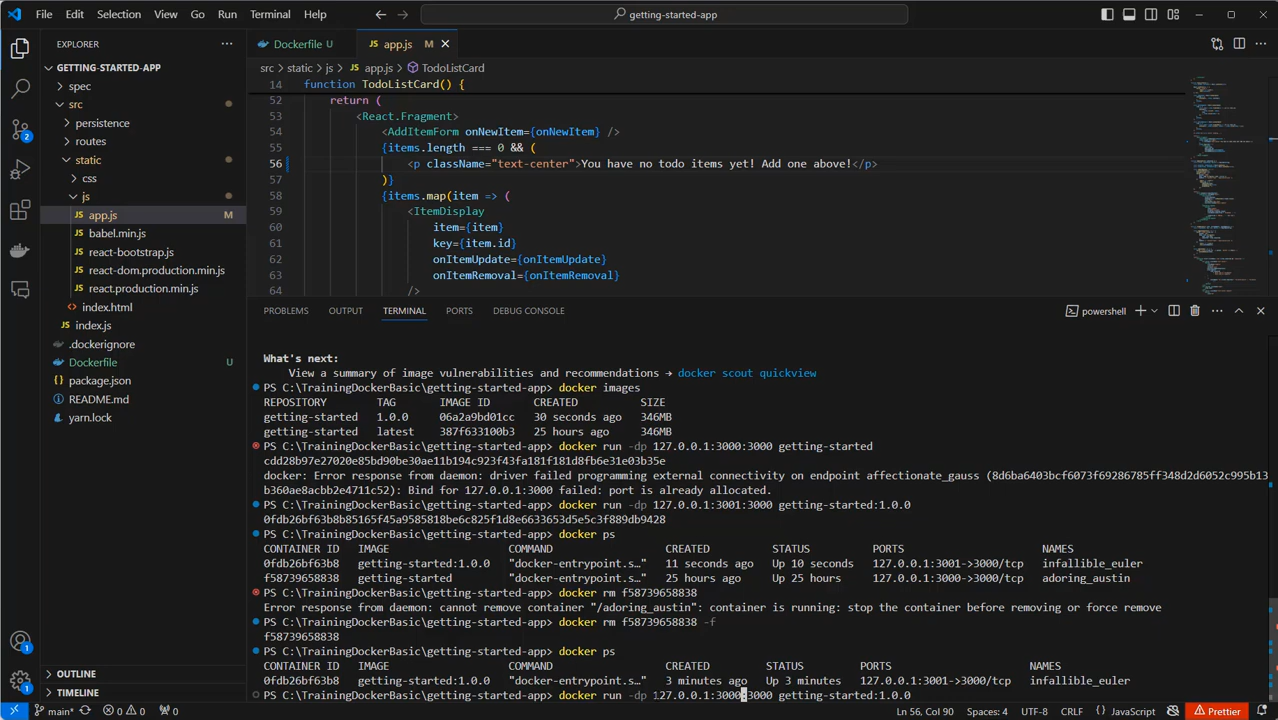 File Edit Selection View Go Run Terminal Help
getting-started-app
EXPLORER
GETTING-STARTED-APP
spec
src
persistence
routes
static
css
js
JS app.js M
JS babel.min.js
JS react-bootstrap.js
JS react-dom.production.min.js
JS react.production.min.js
index.html
JS index.js
.dockerignore
Dockerfile U
package.json
README.md
yarn.lock
OUTLINE
TIMELINE
2
1
1
Dockerfile U
JS app.js M
src > static > js > JS app.js > TodoListCard
14 function TodoListCard() {
52 return (
53 <React.Fragment>
54 <AddItemForm onNewItem={onNewItem} />
55 {items.length === 0 && (
56 <p className="text-center">You have no todo items yet! Add one above!</p>
57 )}
58 {items.map(item => (
59 <ItemDisplay
60 item={item}
61 key={item.id}
62 onItemUpdate={onItemUpdate}
63 onItemRemoval={onItemRemoval}
64 />
PROBLEMS OUTPUT TERMINAL PORTS DEBUG CONSOLE
powershell
What's next:
View a summary of image vulnerabilities and recommendations → docker scout quickview
PS C:\TrainingDockerBasic\getting-started-app> docker images
REPOSITORY TAG IMAGE ID CREATED SIZE
getting-started 1.0.0 06a2a9bd01cc 30 seconds ago 346MB
getting-started latest 387f633100b3 25 hours ago 346MB
PS C:\TrainingDockerBasic\getting-started-app> docker run -dp 127.0.0.1:3000:3000 getting-started
cdd28b97e27020e85bd90be30ae11b194c923f43fa181f181d8fb6e31e03b35e
docker: Error response from daemon: driver failed programming external connectivity on endpoint affectionate_gauss (8d6ba6403bcf6073f69286785ff348d2d6052c995b13
b360ae8acbb2e4711c52): Bind for 127.0.0.1:3000 failed: port is already allocated.
PS C:\TrainingDockerBasic\getting-started-app> docker run -dp 127.0.0.1:3001:3000 getting-started:1.0.0
0fdb26bf63b8b85165f45a9585818be6c825f1d8e6633653d5e5c3f889db9428
PS C:\TrainingDockerBasic\getting-started-app> docker ps
CONTAINER ID IMAGE COMMAND CREATED STATUS PORTS NAMES
0fdb26bf63b8 getting-started:1.0.0 "docker-entrypoint.s…" 11 seconds ago Up 10 seconds 127.0.0.1:3001->3000/tcp infallible_euler
f58739658838 getting-started "docker-entrypoint.s…" 25 hours ago Up 25 hours 127.0.0.1:3000->3000/tcp adoring_austin
PS C:\TrainingDockerBasic\getting-started-app> docker rm f58739658838
Error response from daemon: cannot remove container "/adoring_austin": container is running: stop the container before removing or force remove
PS C:\TrainingDockerBasic\getting-started-app> docker rm f58739658838 -f
f58739658838
PS C:\TrainingDockerBasic\getting-started-app> docker ps
CONTAINER ID IMAGE COMMAND CREATED STATUS PORTS NAMES
0fdb26bf63b8 getting-started:1.0.0 "docker-entrypoint.s…" 3 minutes ago Up 3 minutes 127.0.0.1:3001->3000/tcp infallible_euler
PS C:\TrainingDockerBasic\getting-started-app> docker run -dp 127.0.0.1:3000:3000 getting-started:1.0.0
main* 0 0 0 Ln 56, Col 90 Spaces: 4 UTF-8 CRLF JavaScript Prettier